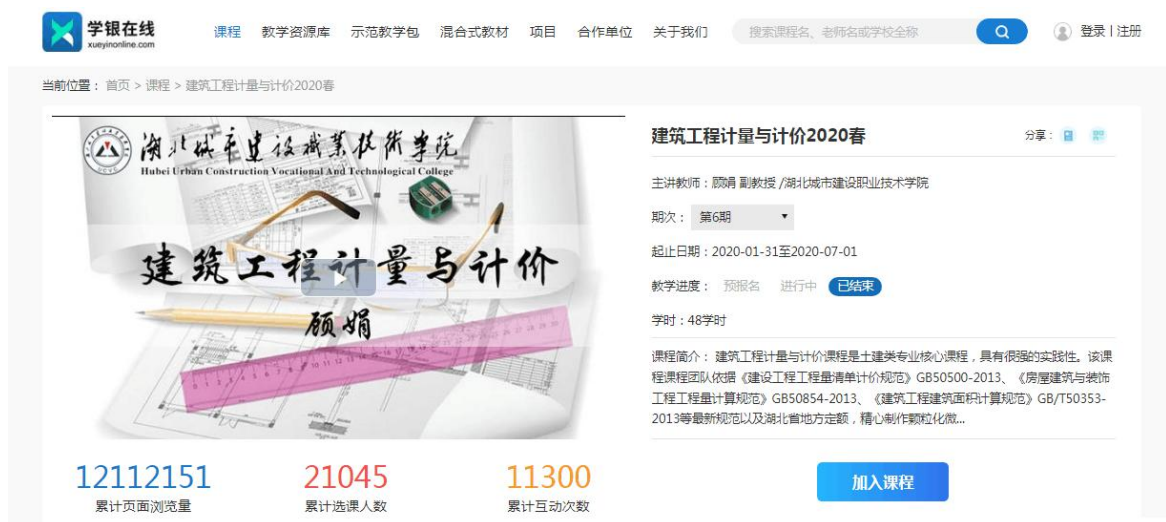 学银在线
xueyinonline.com
课程 教学资源库 示范教学包 混合式教材 项目 合作单位 关于我们 搜索课程名、老师名或学校全称 登录 | 注册
当前位置： 首页 > 课程 > 建筑工程计量与计价2020春
湖北城市建设职业技术学院
Hubei Urban Construction Vocational And Technological College
建筑工程计量与计价
顾娟
12112151 21045 11300
累计页面浏览量 累计选课人数 累计互动次数
建筑工程计量与计价2020春 分享：
主讲教师：顾娟 副教授 /湖北城市建设职业技术学院
期次： 第6期
起止日期：2020-01-31至2020-07-01
教学进度： 预报名 进行中 已结束
学时：48学时
课程简介： 建筑工程计量与计价课程是土建类专业核心课程，具有很强的实践性。该课
程课程团队依据《建设工程工程量清单计价规范》GB50500-2013、《房屋建筑与装饰
工程工程量计算规范》GB50854-2013、《建筑工程建筑面积计算规范》GB/T50353-
2013等最新规范以及湖北省地方定额，精心制作颗粒化微...
加入课程